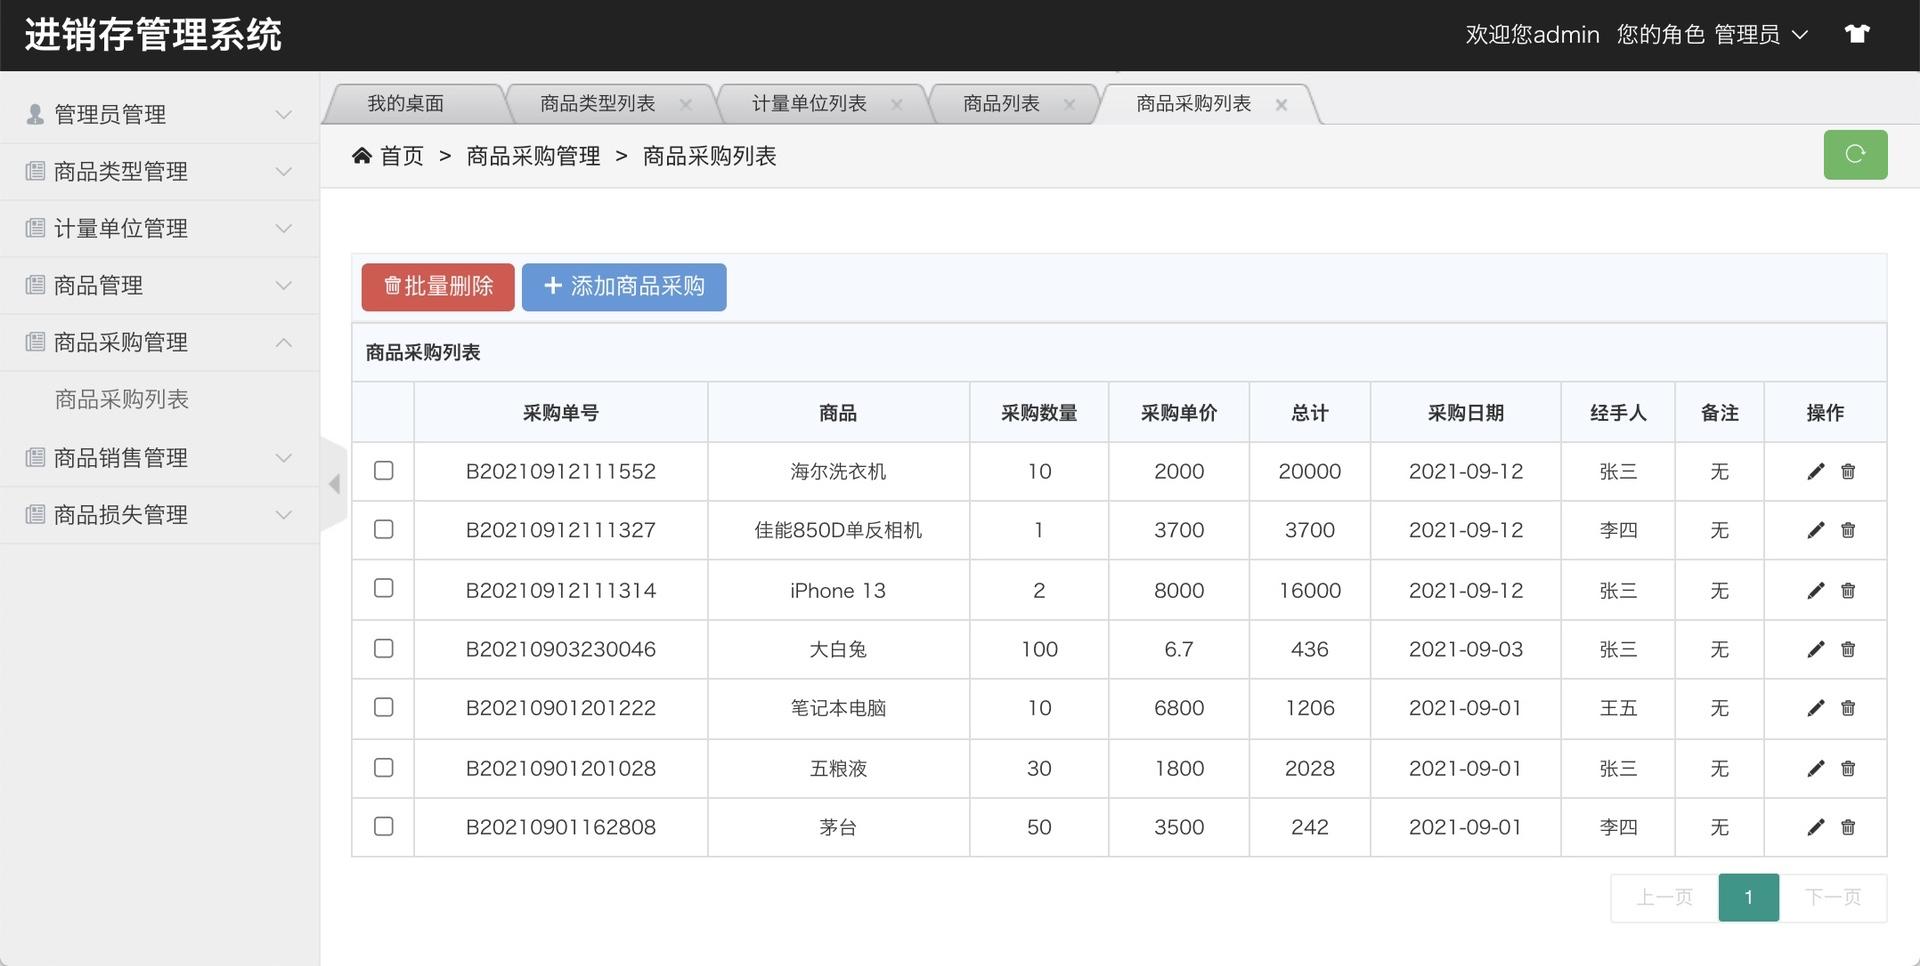 进销存管理系统
欢迎您admin 您的角色 管理员
管理员管理
商品类型管理
计量单位管理
商品管理
商品采购管理
商品采购列表
商品销售管理
商品损失管理
我的桌面 商品类型列表 计量单位列表 商品列表 商品采购列表
首页 > 商品采购管理 > 商品采购列表
批量删除 + 添加商品采购
商品采购列表
采购单号 商品 采购数量 采购单价 总计 采购日期 经手人 备注 操作
B20210912111552 海尔洗衣机 10 2000 20000 2021-09-12 张三 无
B20210912111327 佳能850D单反相机 1 3700 3700 2021-09-12 李四 无
B20210912111314 iPhone 13 2 8000 16000 2021-09-12 张三 无
B20210903230046 大白兔 100 6.7 436 2021-09-03 张三 无
B20210901201222 笔记本电脑 10 6800 1206 2021-09-01 王五 无
B20210901201028 五粮液 30 1800 2028 2021-09-01 张三 无
B20210901162808 茅台 50 3500 242 2021-09-01 李四 无
上一页 1 下一页